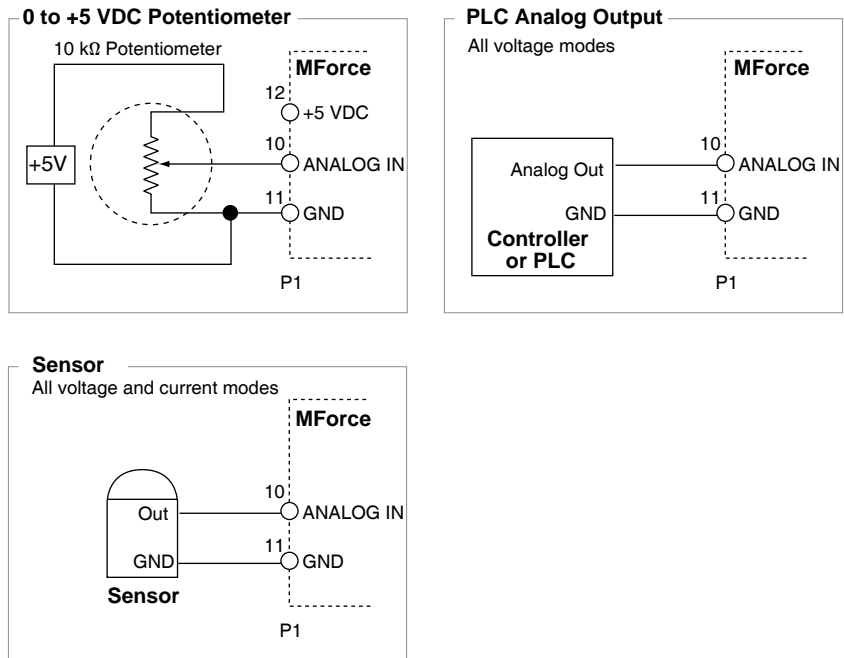 0 to +5 VDC Potentiometer
10 kΩ Potentiometer
MForce
12
+5 VDC
10
+5V
ANALOG IN
11
GND
P1
PLC Analog Output
All voltage modes
MForce
10
Analog Out
ANALOG IN
11
GND
GND
Controller
or PLC
P1
Sensor
All voltage and current modes
MForce
10
Out
ANALOG IN
11
GND
GND
Sensor
P1